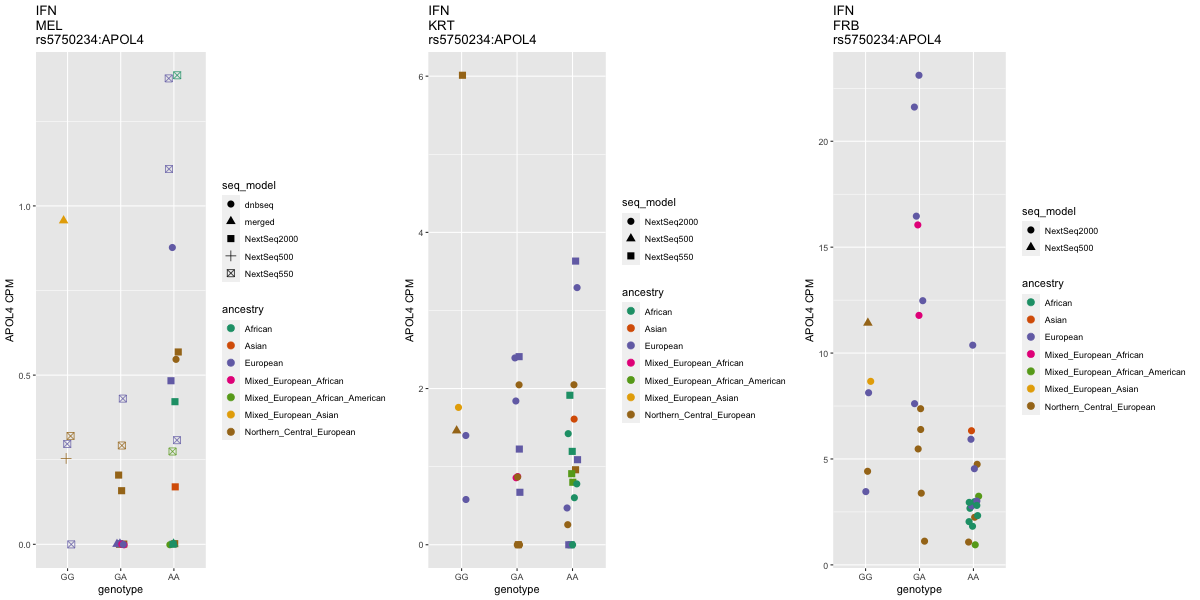 IFN
MEL
rs5750234:APOL4
APOL4 CPM
1.0
0.5
0.0
GG
GA
AA
genotype
seq_model
dnbseq
merged
NextSeq2000
NextSeq500
NextSeq550
ancestry
African
Asian
European
Mixed_European_African
Mixed_European_African_American
Mixed_European_Asian
Northern_Central_European
IFN
KRT
rs5750234:APOL4
APOL4 CPM
6
4
2
0
GG
GA
AA
genotype
seq_model
NextSeq2000
NextSeq500
NextSeq550
ancestry
African
Asian
European
Mixed_European_African
Mixed_European_African_American
Mixed_European_Asian
Northern_Central_European
IFN
FRB
rs5750234:APOL4
APOL4 CPM
20
15
10
5
0
GG
GA
AA
genotype
seq_model
NextSeq2000
NextSeq500
ancestry
African
Asian
European
Mixed_European_African
Mixed_European_African_American
Mixed_European_Asian
Northern_Central_European